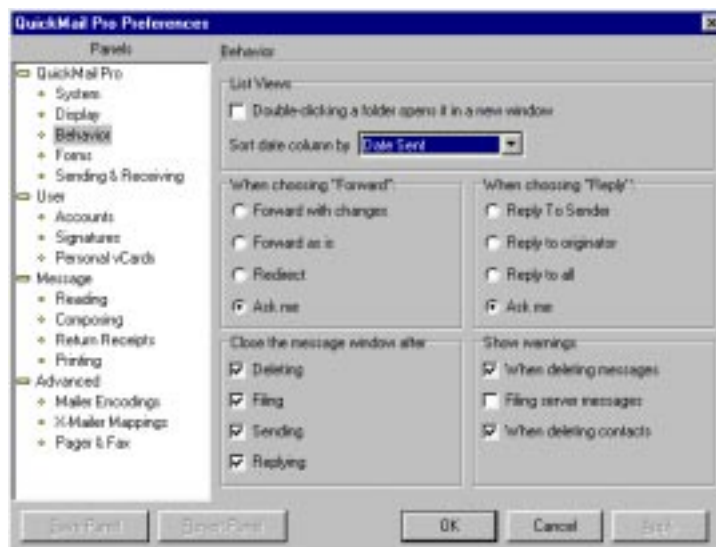 QuickMail Pro Preferences
Panels
QuickMail Pro
System
Display
Behavior
Forms
Sending & Receiving
User
Accounts
Signatures
Personal vCards
Message
Reading
Composing
Return Receipts
Printing
Advanced
Mailer Encodings
X-Mailer Mappings
Pager & Fax
Behavior
List Views
Double-clicking a folder opens it in a new window
Sort date column by Date Sent
When choosing "Forward":
Forward with changes
Forward as is
Redirect
Ask me
When choosing "Reply":
Reply To Sender
Reply to originator
Reply to all
Ask me
Close the message window after
Deleting
Filing
Sending
Replying
Show warnings
When deleting messages
Filing server messages
When deleting contacts
Panel
Panel
OK
Cancel
Apply